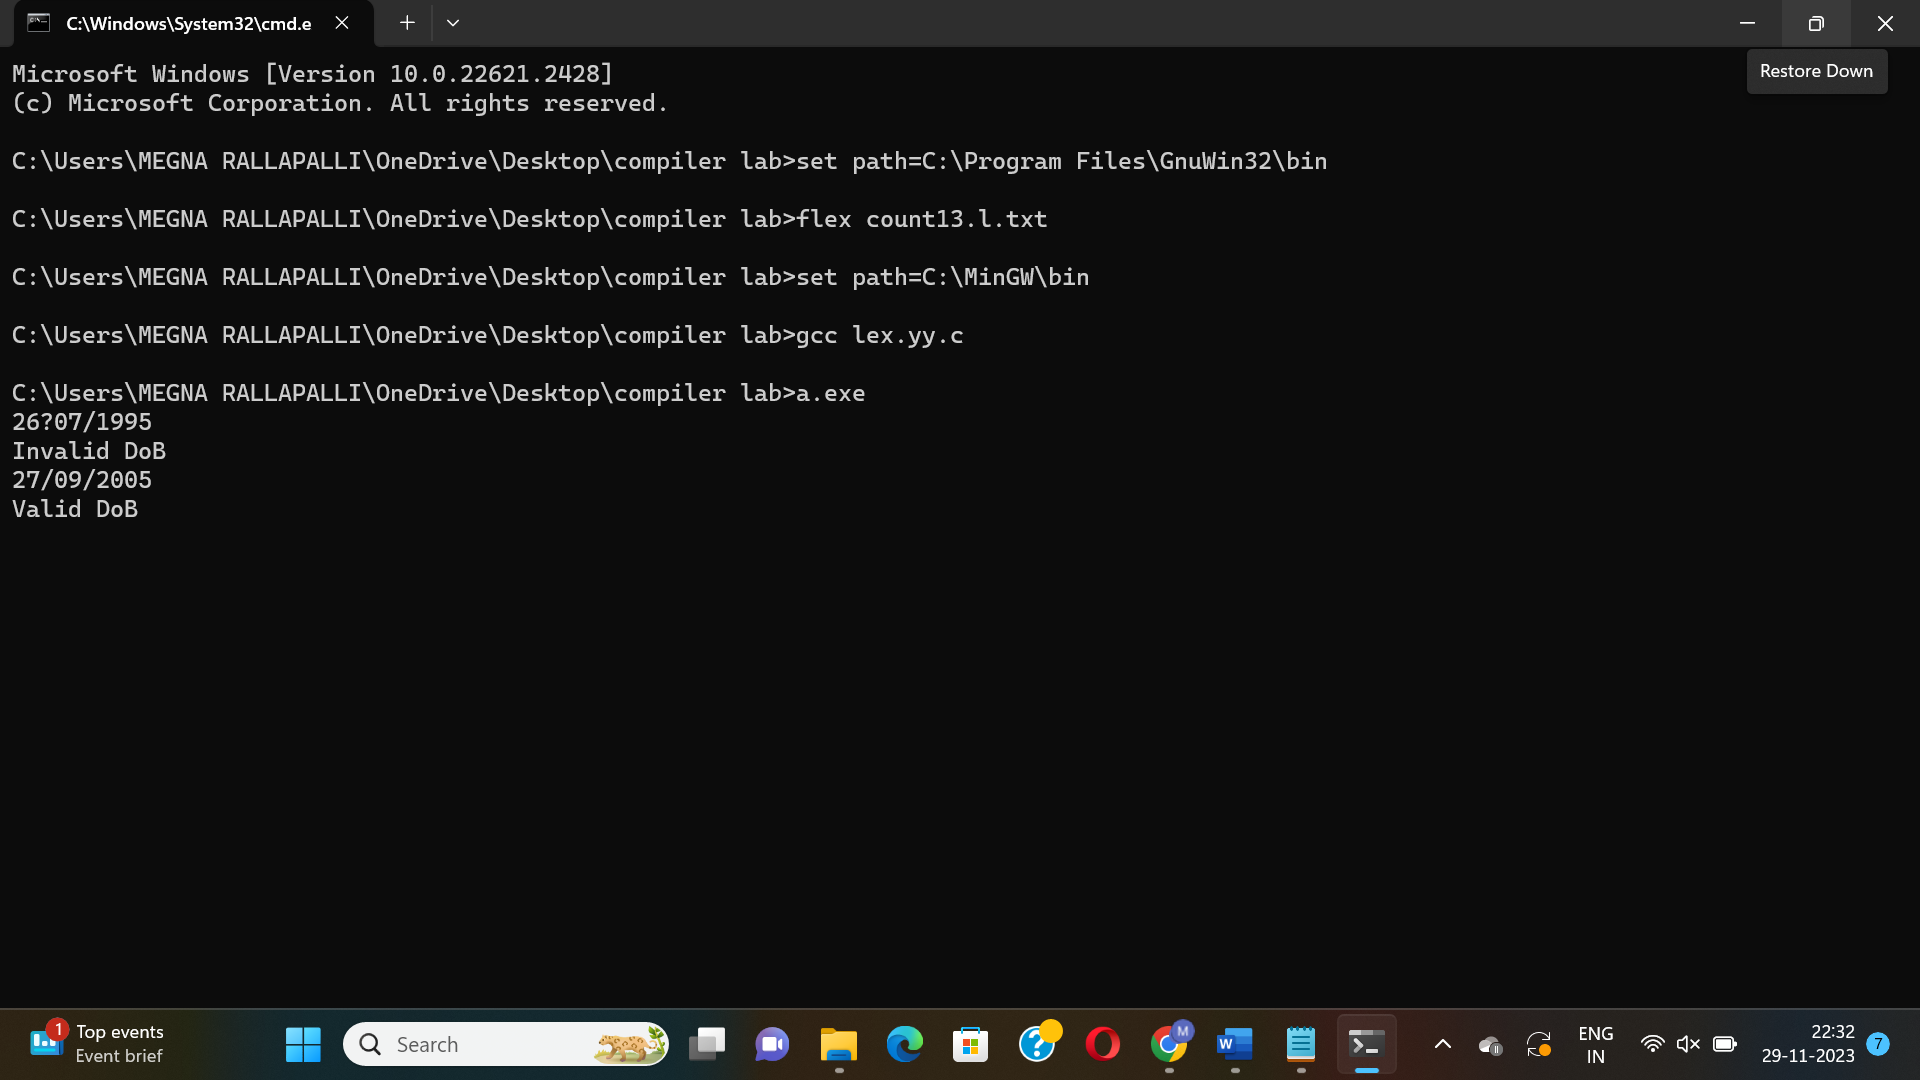 C:\Windows\System32\cmd.e
Restore Down
Microsoft Windows [Version 10.0.22621.2428]
(c) Microsoft Corporation. All rights reserved.
C:\Users\MEGNA RALLAPALLI\OneDrive\Desktop\compiler lab>set path=C:\Program Files\GnuWin32\bin
C:\Users\MEGNA RALLAPALLI\OneDrive\Desktop\compiler lab>flex count13.l.txt
C:\Users\MEGNA RALLAPALLI\OneDrive\Desktop\compiler lab>set path=C:\MinGW\bin
C:\Users\MEGNA RALLAPALLI\OneDrive\Desktop\compiler lab>gcc lex.yy.c
C:\Users\MEGNA RALLAPALLI\OneDrive\Desktop\compiler lab>a.exe
26?07/1995
Invalid DoB
27/09/2005
Valid DoB
1
Top events
Event brief
Search
M
W
ENG
IN
22:32
29-11-2023
7